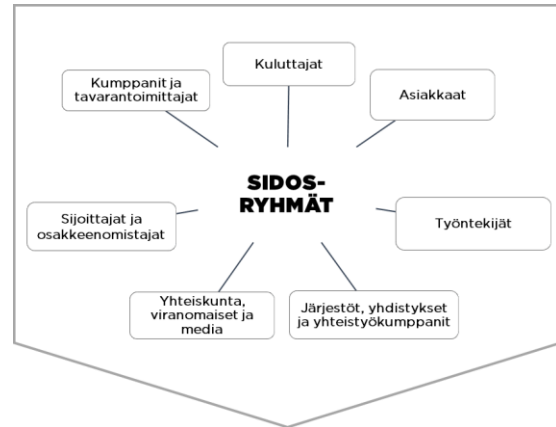 Kuluttajat
Kumppanit ja
tavarantoimittajat
Asiakkaat
SIDOS-
RYHMÄT
Sijoittajat ja
osakkeenomistajat
Työntekijät
Yhteiskunta,
viranomaiset ja
media
Järjestöt, yhdistykset
ja yhteistyökumppanit